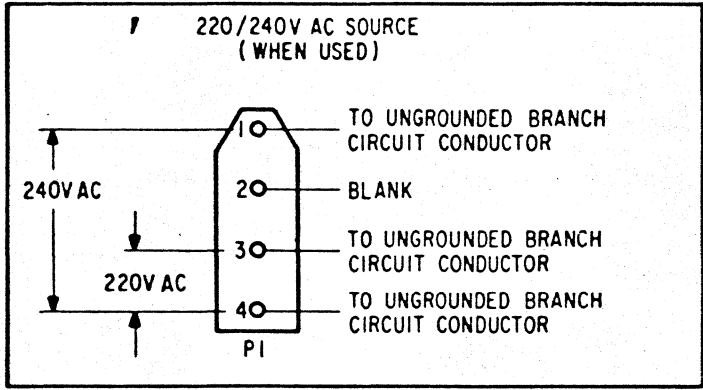 220/240V AC SOURCE
(WHEN USED)
1
TO UNGROUNDED BRANCH
CIRCUIT CONDUCTOR
240V AC
2
BLANK
3
TO UNGROUNDED BRANCH
CIRCUIT CONDUCTOR
220V AC
4
TO UNGROUNDED BRANCH
CIRCUIT CONDUCTOR
P1